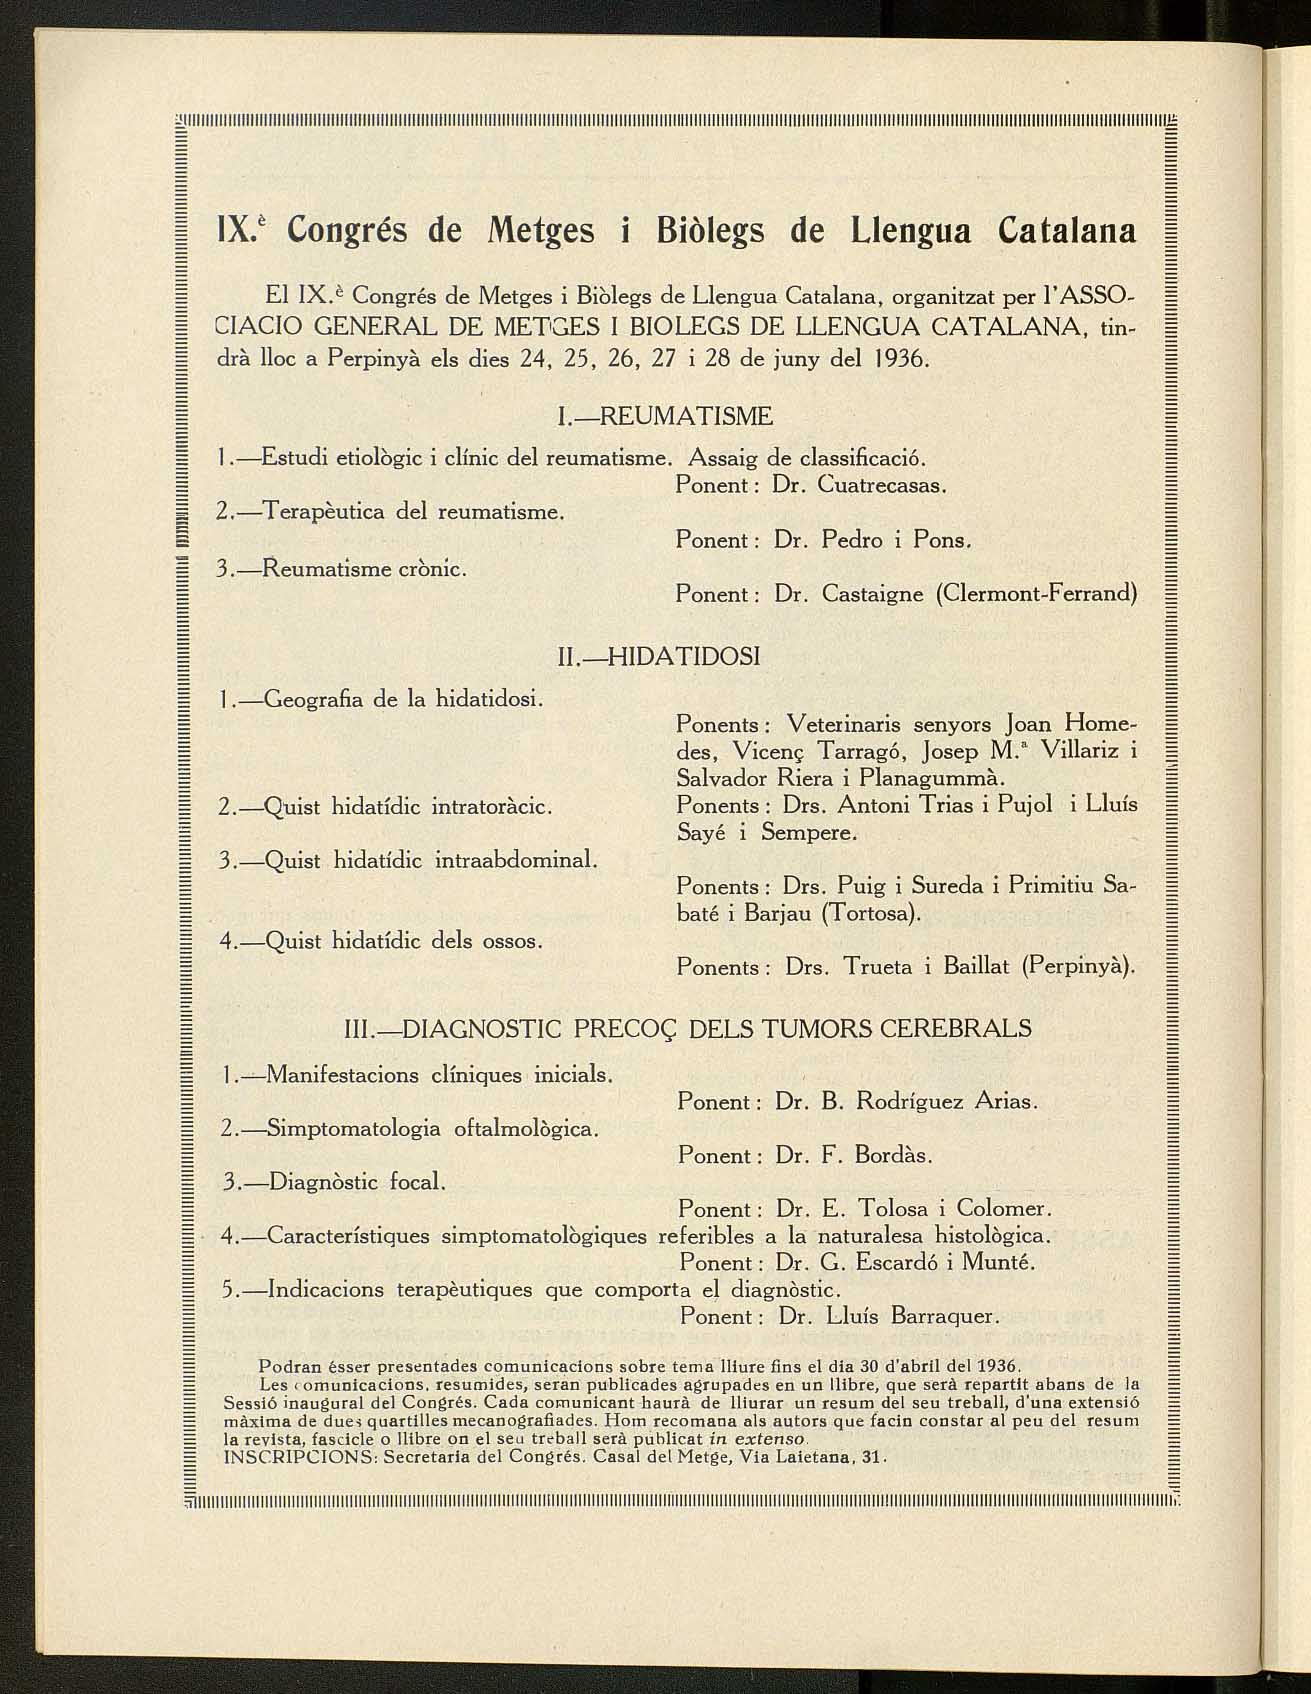 IX.è Congrés de Metges i Biòlegs de Llengua Catalana
El IX.è Congrés de Metges i Biòlegs de Llengua Catalana, organitzat per l'ASSO-
CIACIO GENERAL DE METGES I BIOLEGS DE LLENGUA CATALANA, tin-
drà lloc a Perpinyà els dies 24, 25, 26, 27 i 28 de juny del 1936.
I.—REUMATISME
1.—Estudi etiològic i clínic del reumatisme. Assaig de classificació.
Ponent : Dr. Cuatrecasas.
2.—Terapèutica del reumatisme.
Ponent : Dr. Pedro i Pons.
3.—Reumatisme crònic.
Ponent : Dr. Castaigne (Clermont-Ferrand)
II.—HIDATIDOSI
1.—Geografia de la hidatidosi.
Ponents : Veterinaris senyors Joan Home-
des, Vicenç Tarragó, Josep M.ª Villariz i
Salvador Riera i Planagummà.
2.—Quist hidatídic intratoràcic.
Ponents : Drs. Antoni Trias i Pujol i Lluís
Sayé i Sempere.
3.—Quist hidatídic intraabdominal.
Ponents : Drs. Puig i Sureda i Primitiu Sa-
baté i Barjau (Tortosa).
4.—Quist hidatídic dels ossos.
Ponents : Drs. Trueta i Baillat (Perpinyà).
III.—DIAGNOSTIC PRECOÇ DELS TUMORS CEREBRALS
1.—Manifestacions clíniques inicials.
Ponent : Dr. B. Rodríguez Arias.
2.—Simptomatologia oftalmològica.
Ponent : Dr. F. Bordàs.
3.—Diagnòstic focal.
Ponent : Dr. E. Tolosa i Colomer.
4.—Característiques simptomatològiques referibles a la naturalesa histològica.
Ponent : Dr. G. Escardó i Munté.
5.—Indicacions terapèutiques que comporta el diagnòstic.
Ponent : Dr. Lluís Barraquer.
Podran ésser presentades comunicacions sobre tema lliure fins el dia 30 d'abril del 1936.
Les comunicacions, resumides, seran publicades agrupades en un llibre, que serà repartit abans de la
Sessió inaugural del Congrés. Cada comunicant haurà de lliurar un resum del seu treball, d'una extensió
màxima de dues quartilles mecanografiades. Hom recomana als autors que facin constar al peu del resum
la revista, fascicle o llibre on el seu treball serà publicat in extenso.
INSCRIPCIONS: Secretaria del Congrés. Casal del Metge, Via Laietana, 31.